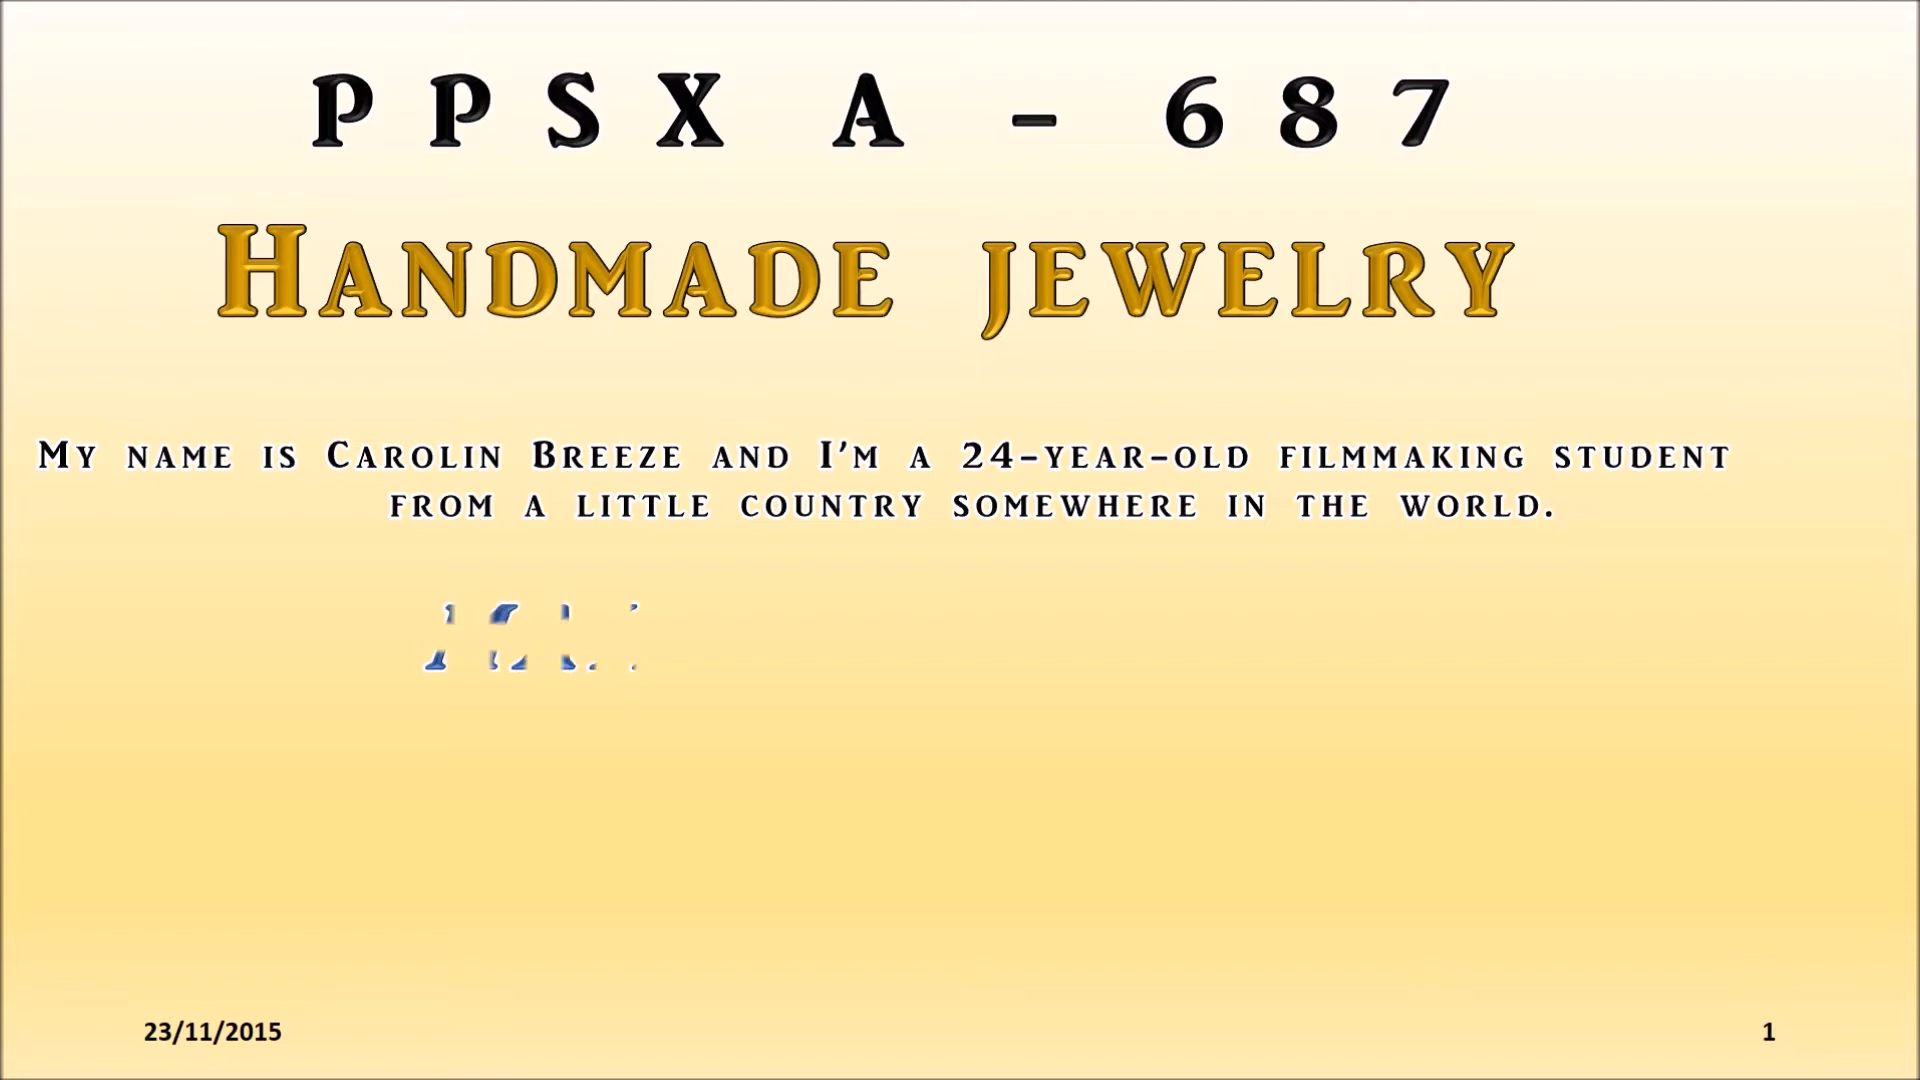 PPSX A – 687
Handmade jewelry
My name is Carolin Breeze and I'm a 24-year-old filmmaking student
from a little country somewhere in the world.
23/11/2015
1